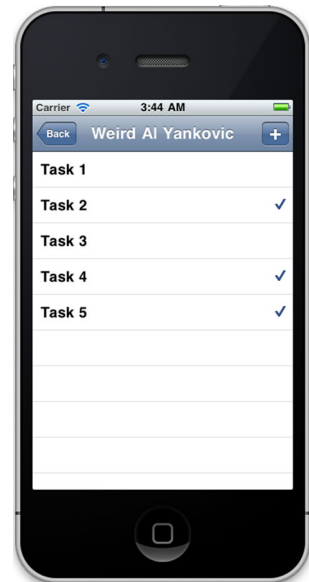 Carrier 3:44 AM
Back Weird Al Yankovic +
Task 1
Task 2 ✓
Task 3
Task 4 ✓
Task 5 ✓